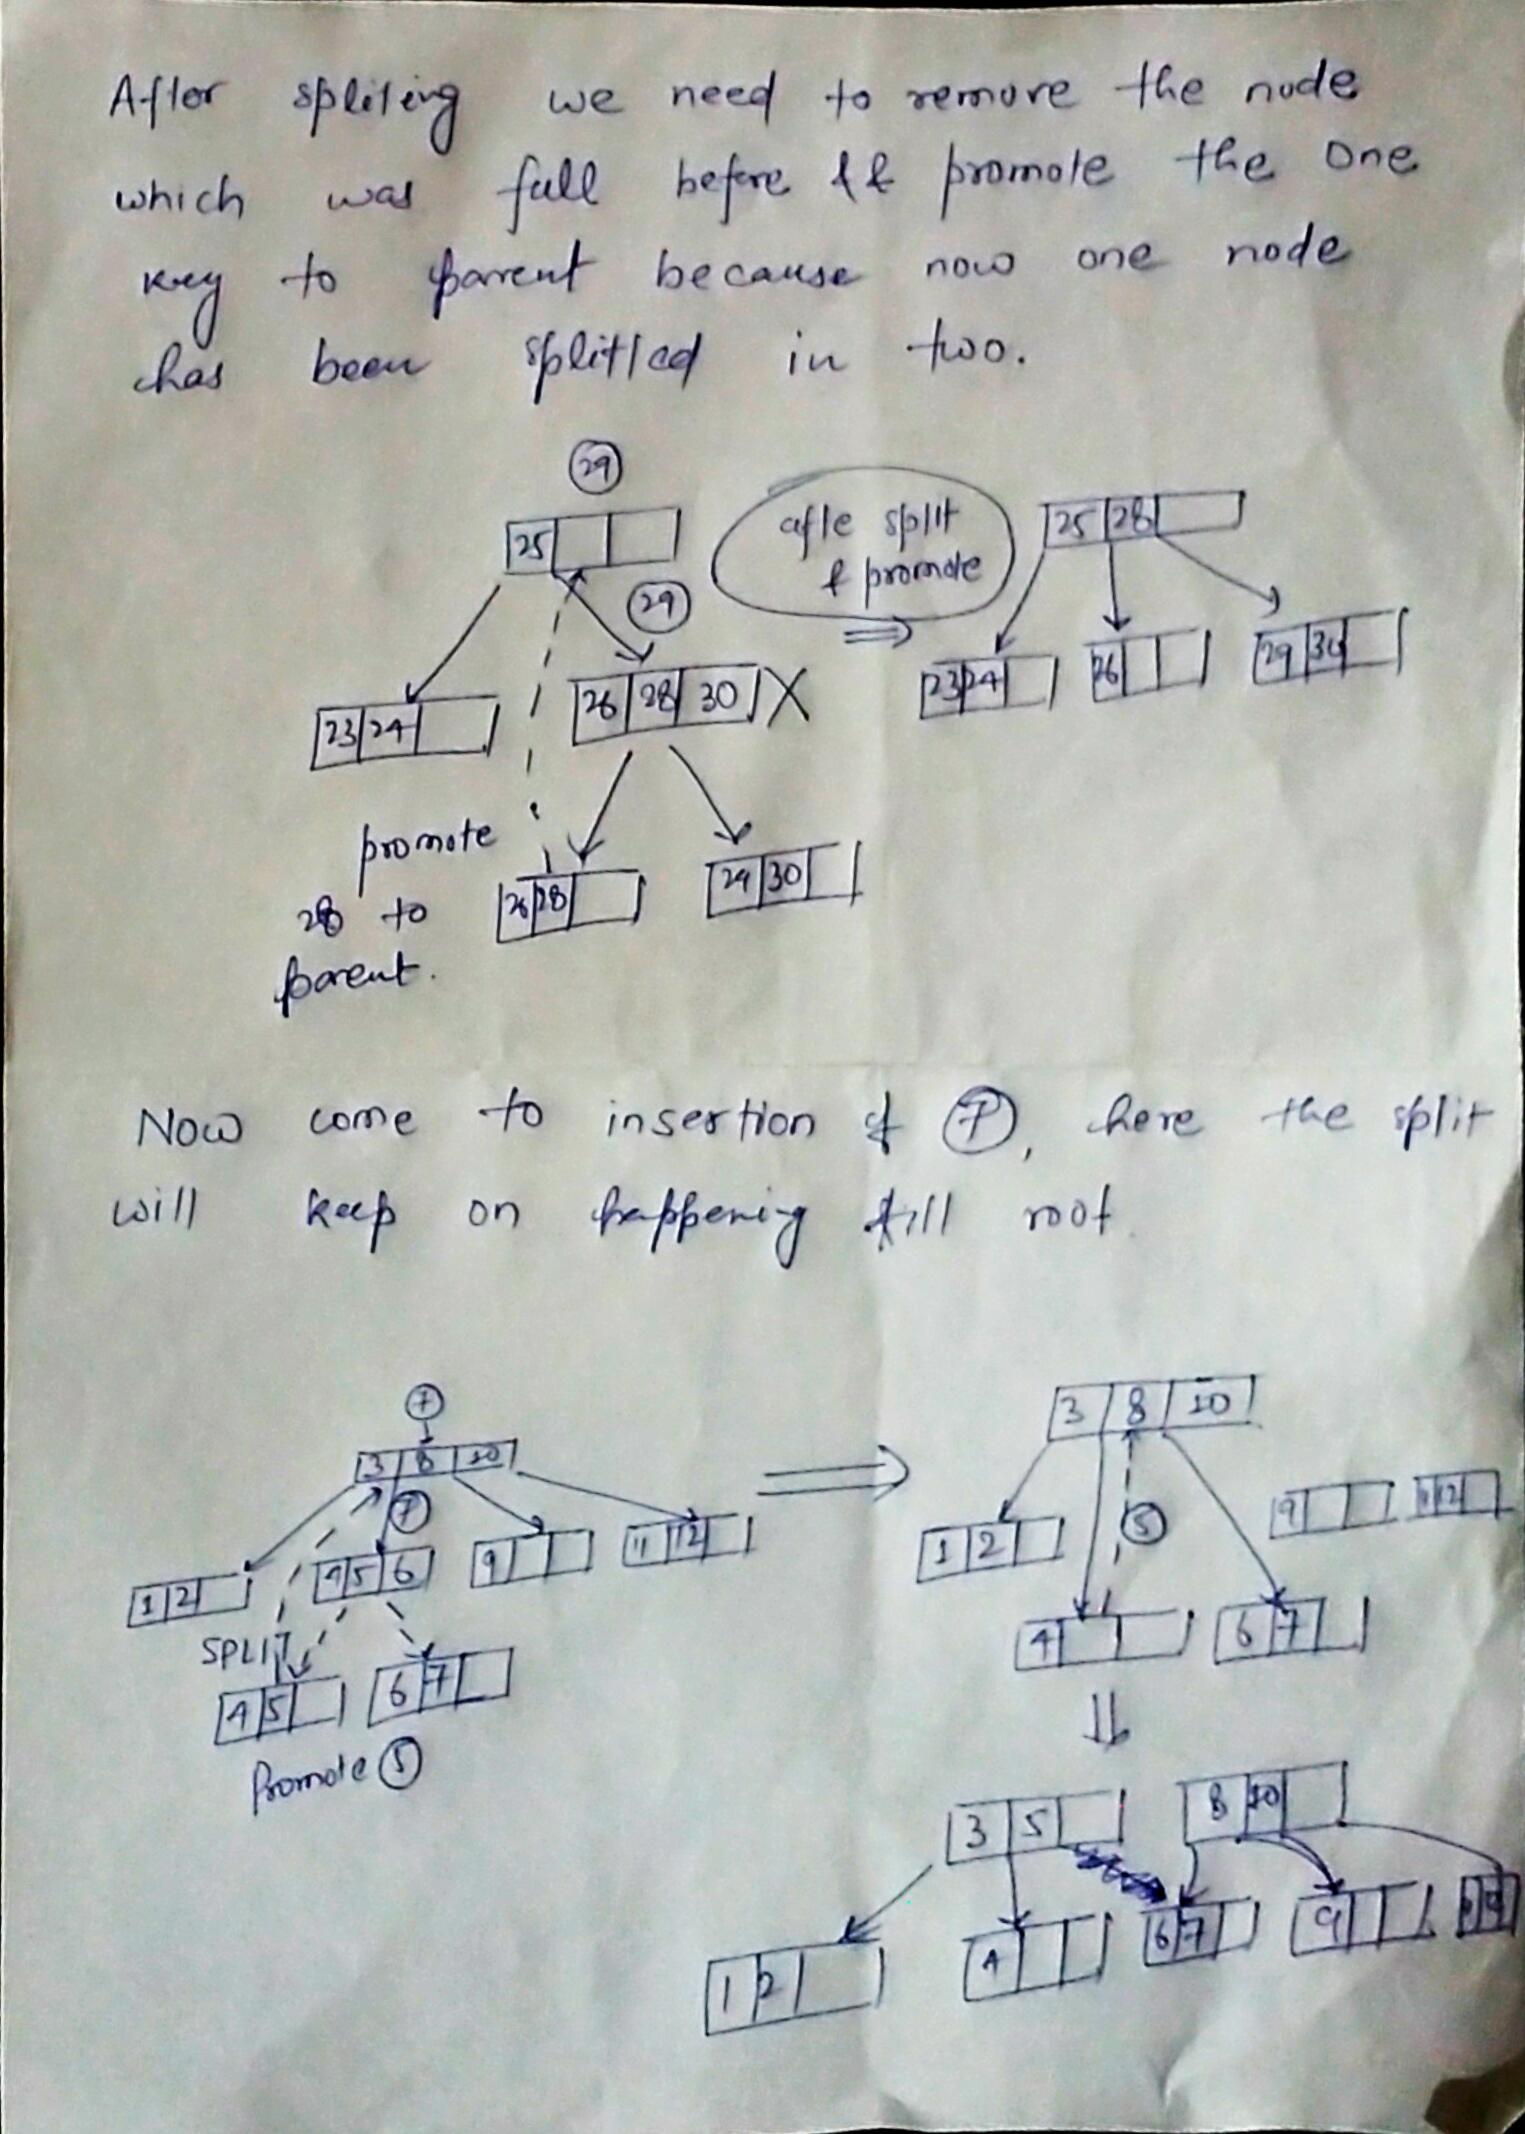 After spliting we need to remove the node
which was full before & & promote the one
key to parent because now one node
has been splitted in two.
29
25
29
23 24
26 28 30 X
promote
28 to
parent.
26 28
29 30
afte split
& promote
⇒
25 28
23 24
26
29 30
Now come to insertion of 7, here the split
will keep on happening till root
7
3 8 10
7
1 2
4 5 6
9
11 12
SPLIT
4 5
6 7
Promote 5
⇒
3 8 10
1 2
5
9
11 12
4
6 7
⇓
3 5
8 10
1 2
4
6 7
9